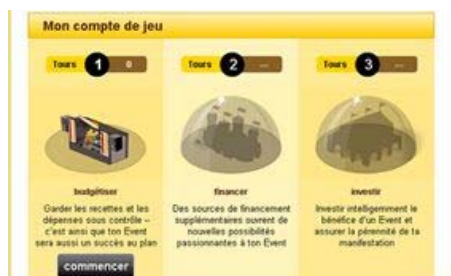 Mon compte de jeu
Tours 1 0
Tours 2 ---
Tours 3 ---
budgétiser
Garder les recettes et les
dépenses sous contrôle –
c'est ainsi que ton Event
sera aussi un succès au plan
commencer
financer
Des sources de financement
supplémentaires ouvrent de
nouvelles possibilités
passionnantes à ton Event
investir
Investir intelligemment le
bénéfice d'un Event et
assurer la pérennité de ta
manifestation